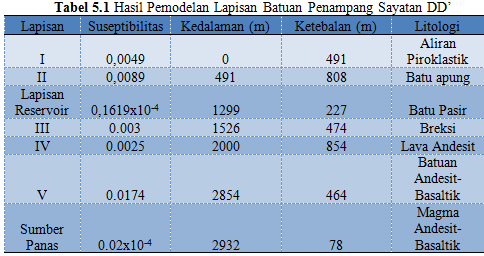 Tabel 5.1 Hasil Pemodelan Lapisan Batuan Penampang Sayatan DD’
Lapisan Suseptibilitas Kedalaman (m) Ketebalan (m) Litologi
I 0,0049 0 491 Aliran Piroklastik
II 0,0089 491 808 Batu apung
Lapisan Reservoir 0,1619x10-4 1299 227 Batu Pasir
III 0.003 1526 474 Breksi
IV 0.0025 2000 854 Lava Andesit
V 0.0174 2854 464 Batuan Andesit-Basaltik
Sumber Panas 0.02x10-4 2932 78 Magma Andesit-Basaltik